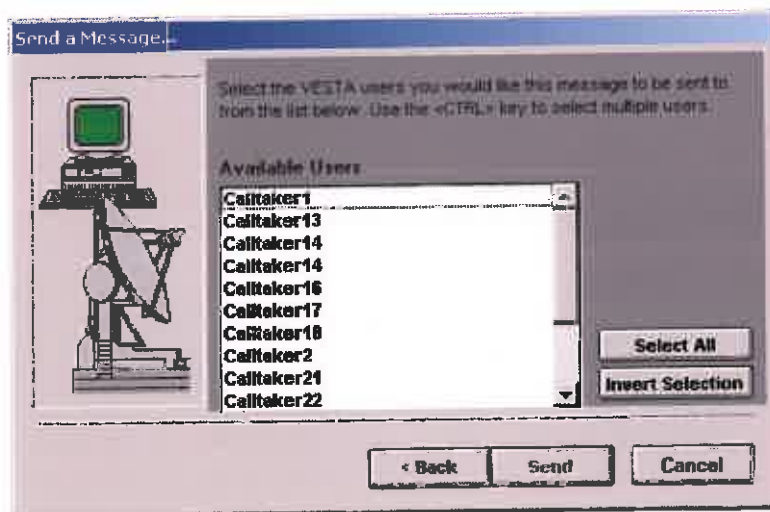 Send a Message...
Select the VESTA users you would like this message to be sent to
from the list below. Use the <CTRL> key to select multiple users.
Available Users
Calltaker1
Calltaker13
Calltaker14
Calltaker14
Calltaker16
Calltaker17
Calltaker18
Calltaker2
Calltaker21
Calltaker22
Select All
Invert Selection
< Back
Send
Cancel